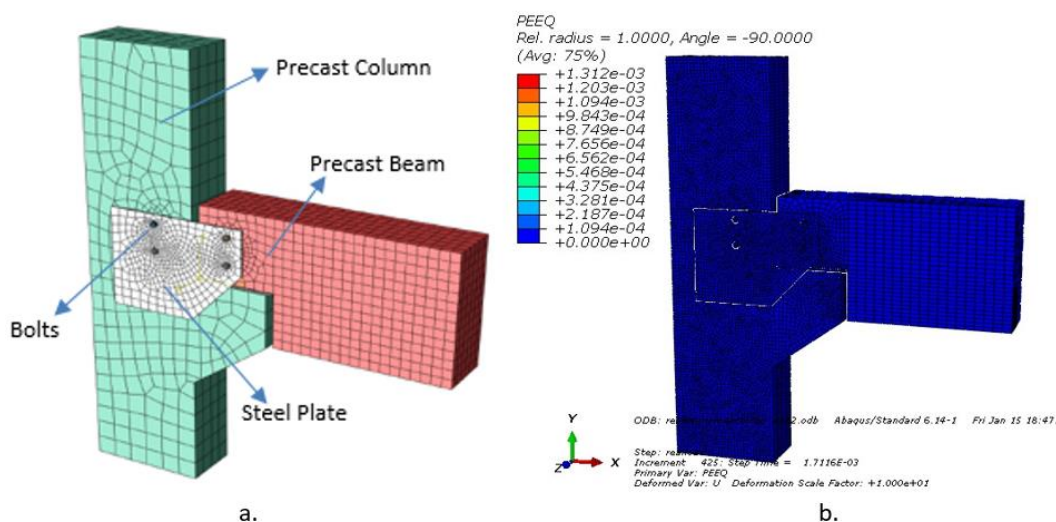 Precast Column
Precast Beam
Bolts
Steel Plate
a.
PEEQ
Rel. radius = 1.0000, Angle = -90.0000
(Avg: 75%)
+1.312e-03
+1.203e-03
+1.094e-03
+9.843e-04
+8.749e-04
+7.656e-04
+6.562e-04
+5.468e-04
+4.375e-04
+3.281e-04
+2.187e-04
+1.094e-04
+0.000e+00
Y
X
Z
ODB: 2.odb Abaqus/Standard 6.14-1 Fri Jan 15 18:47
Step:
Increment 425: Step Time = 1.7116E-03
Primary Var: PEEQ
Deformed Var: U Deformation Scale Factor: +1.000e+01
b.